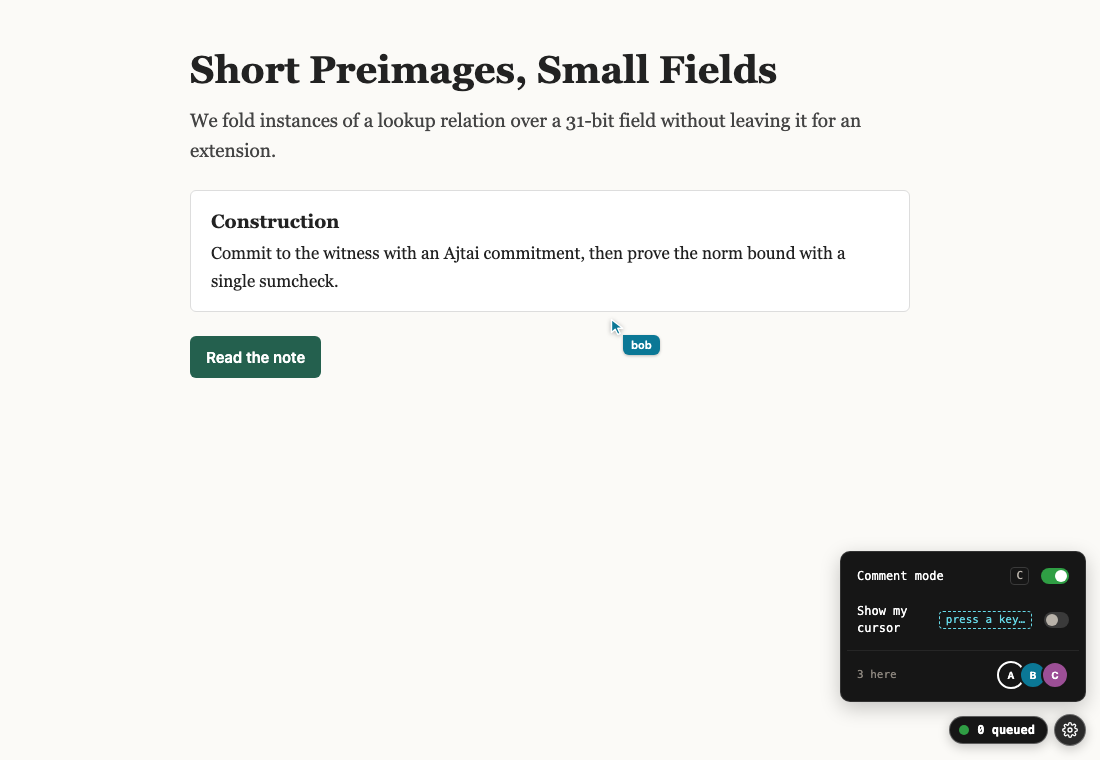 Short Preimages, Small Fields
We fold instances of a lookup relation over a 31-bit field without leaving it for an
extension.
Construction
Commit to the witness with an Ajtai commitment, then prove the norm bound with a
single sumcheck.
bob
Read the note
Comment mode C
Show my
cursor
press a key…
3 here A B C
0 queued